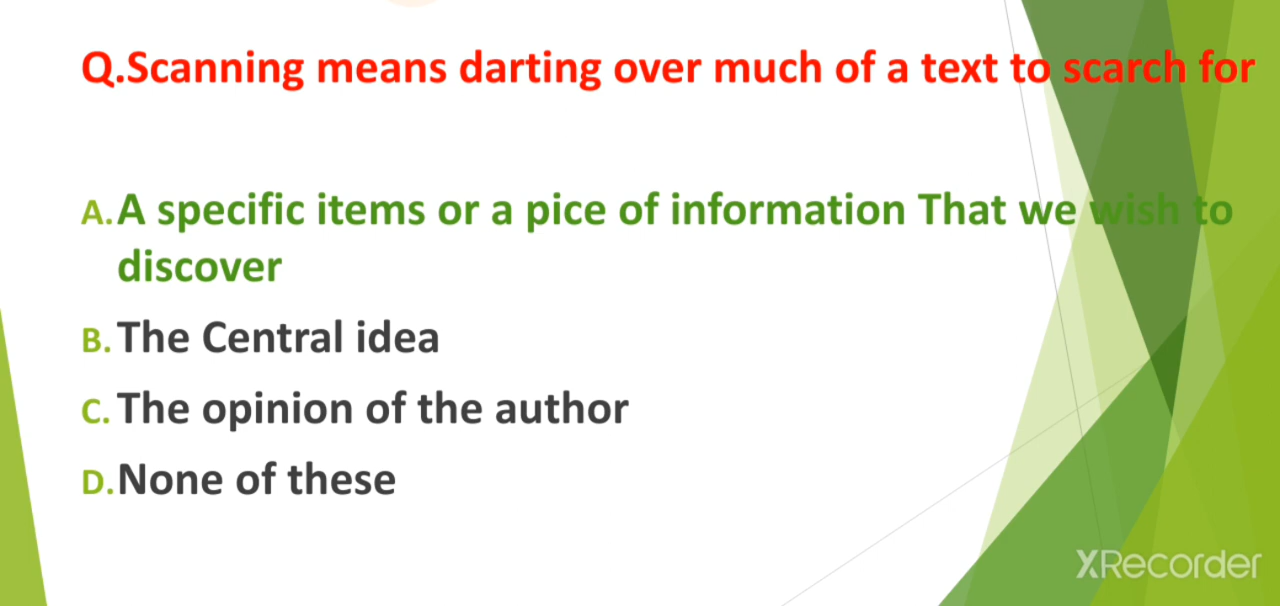 Q.Scanning means darting over much of a text to scarch for
A. A specific items or a pice of information That we wish to
discover
B. The Central idea
C. The opinion of the author
D. None of these
XRecorder